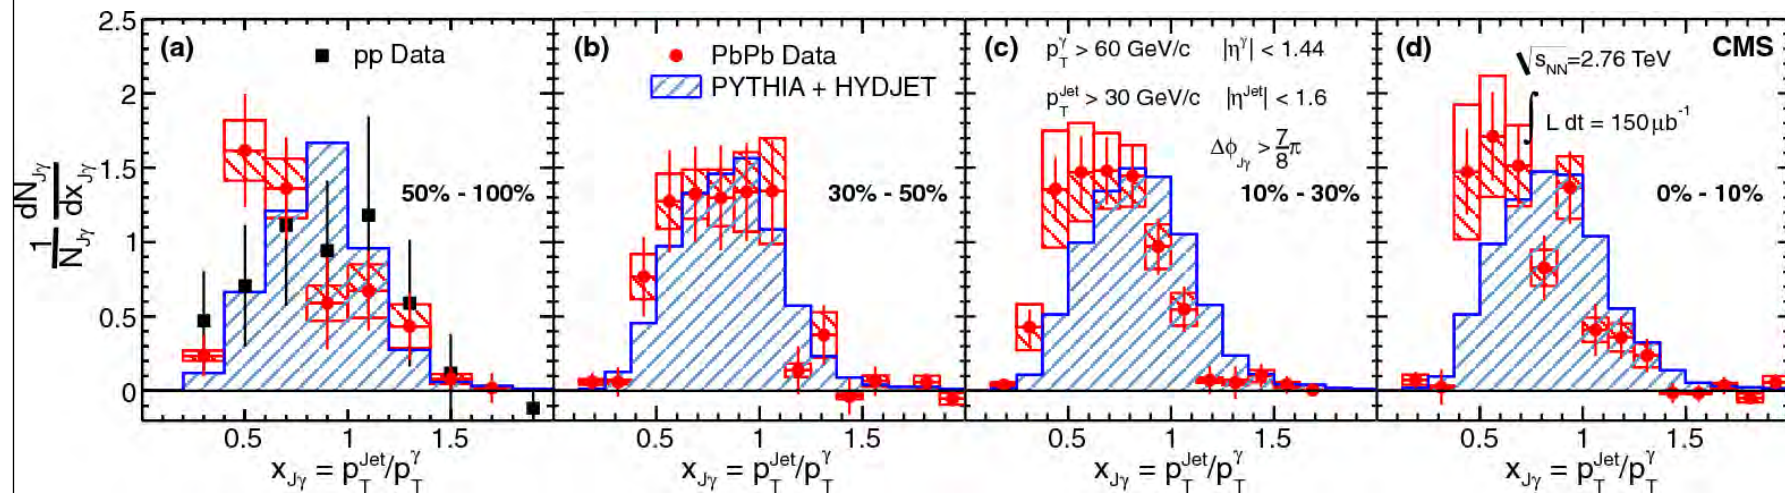 2.5
2
1.5
1
0.5
0
1/N_Jγ dN_Jγ/dx_Jγ
(a)
■ pp Data
50% - 100%
(b)
● PbPb Data
PYTHIA + HYDJET
30% - 50%
(c)
p_T^γ > 60 GeV/c |η^γ| < 1.44
p_T^Jet > 30 GeV/c |η^Jet| < 1.6
Δϕ_Jγ > 7/8 π
10% - 30%
(d)
CMS
√s_NN=2.76 TeV
∫ L dt = 150 μb⁻¹
0% - 10%
0.5 1 1.5
0.5 1 1.5
0.5 1 1.5
0.5 1 1.5
x_Jγ = p_T^Jet/p_T^γ
x_Jγ = p_T^Jet/p_T^γ
x_Jγ = p_T^Jet/p_T^γ
x_Jγ = p_T^Jet/p_T^γ